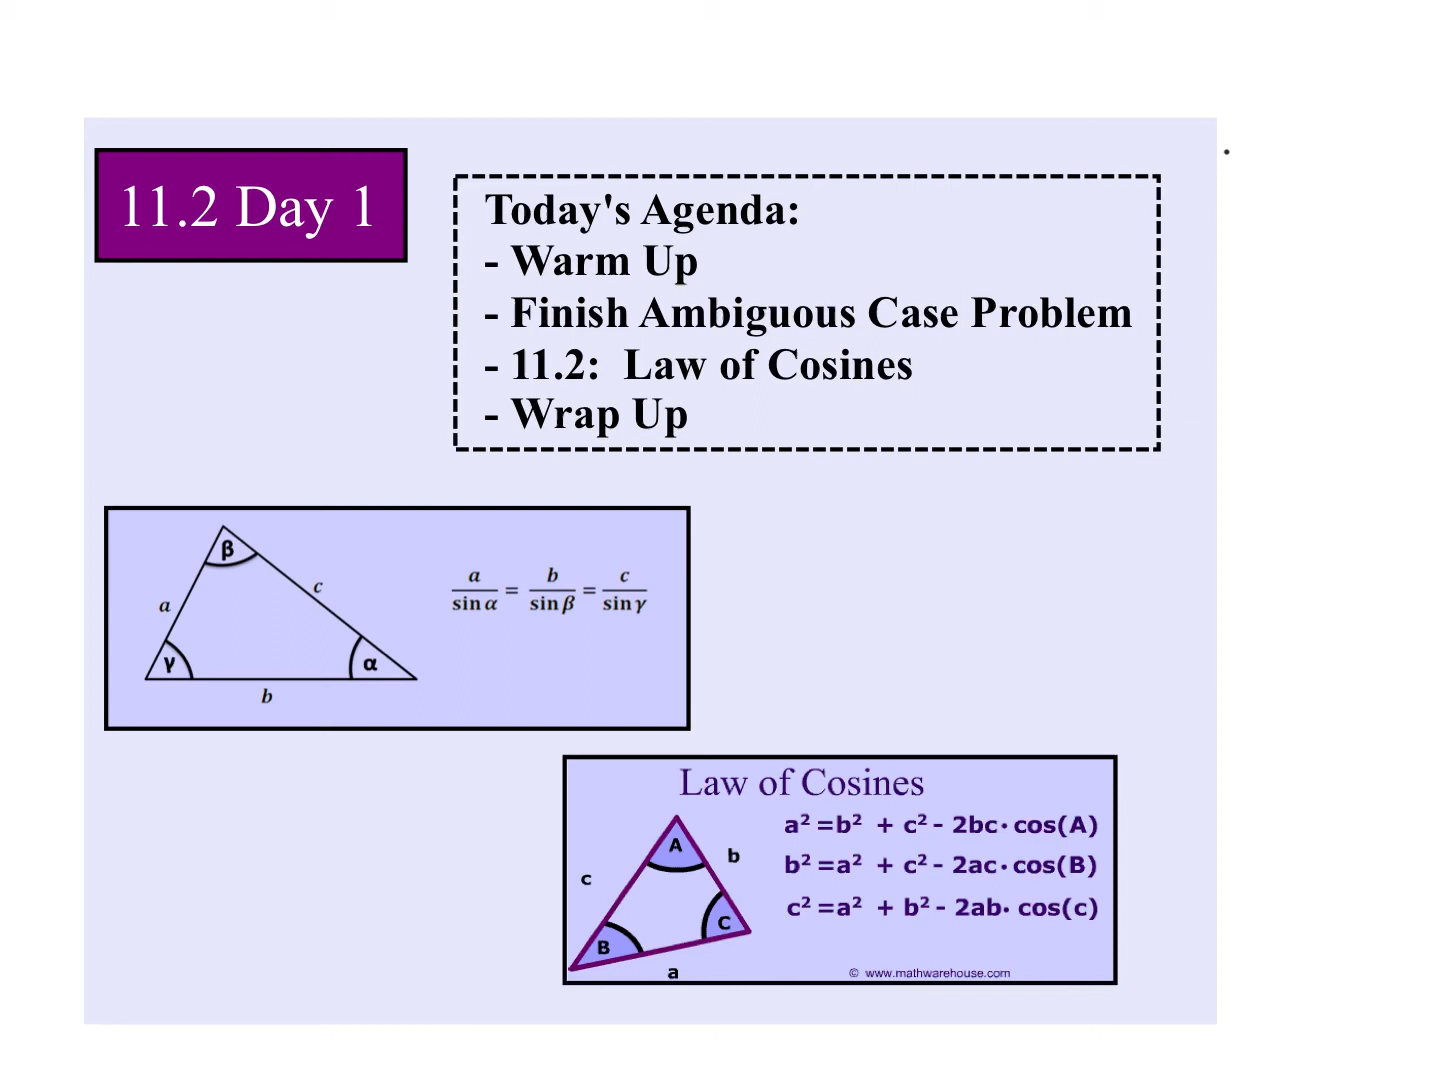 11.2 Day 1
Today's Agenda:
- Warm Up
- Finish Ambiguous Case Problem
- 11.2: Law of Cosines
- Wrap Up
β
a
c
γ
α
b
a/sin α = b/sin β = c/sin γ
Law of Cosines
A
b
c
C
B
a
a² =b² + c² - 2bc·cos(A)
b² =a² + c² - 2ac·cos(B)
c² =a² + b² - 2ab· cos(c)
© www.mathwarehouse.com